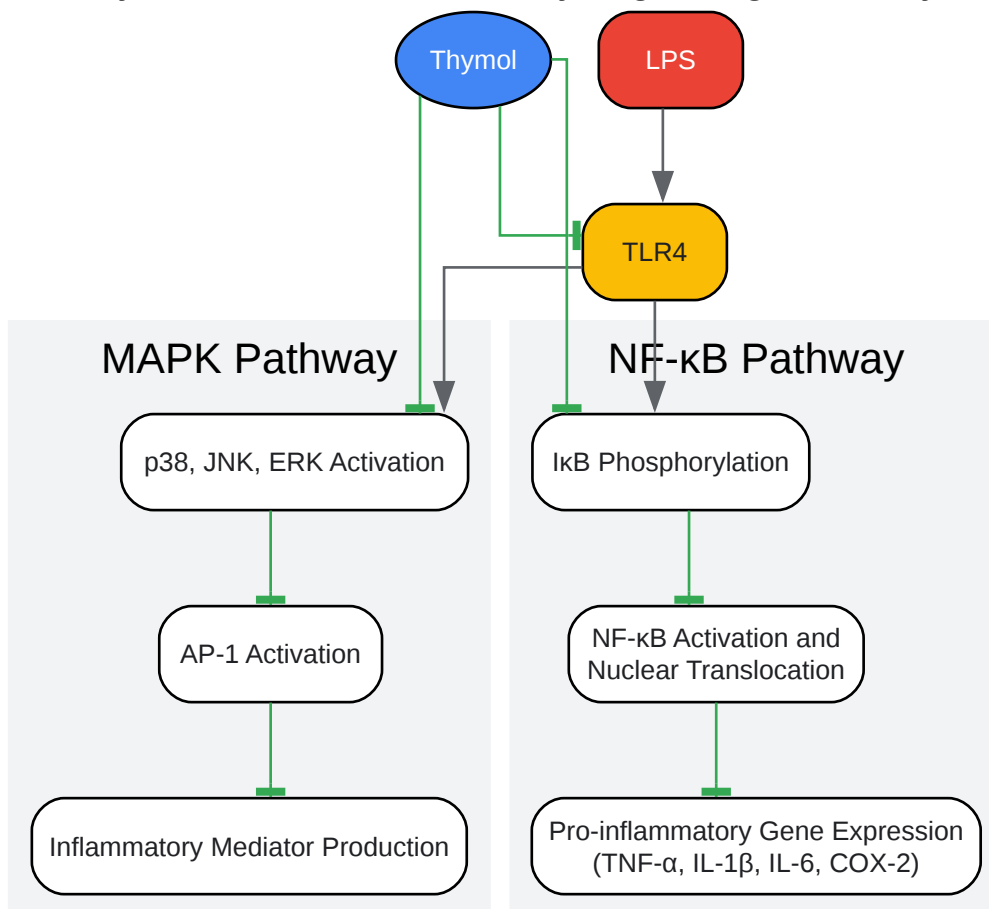 Thymol
LPS
TLR4
MAPK Pathway
NF-κB Pathway
p38, JNK, ERK Activation
IκB Phosphorylation
AP-1 Activation
NF-κB Activation and
Nuclear Translocation
Inflammatory Mediator Production
Pro-inflammatory Gene Expression
(TNF-α, IL-1β, IL-6, COX-2)